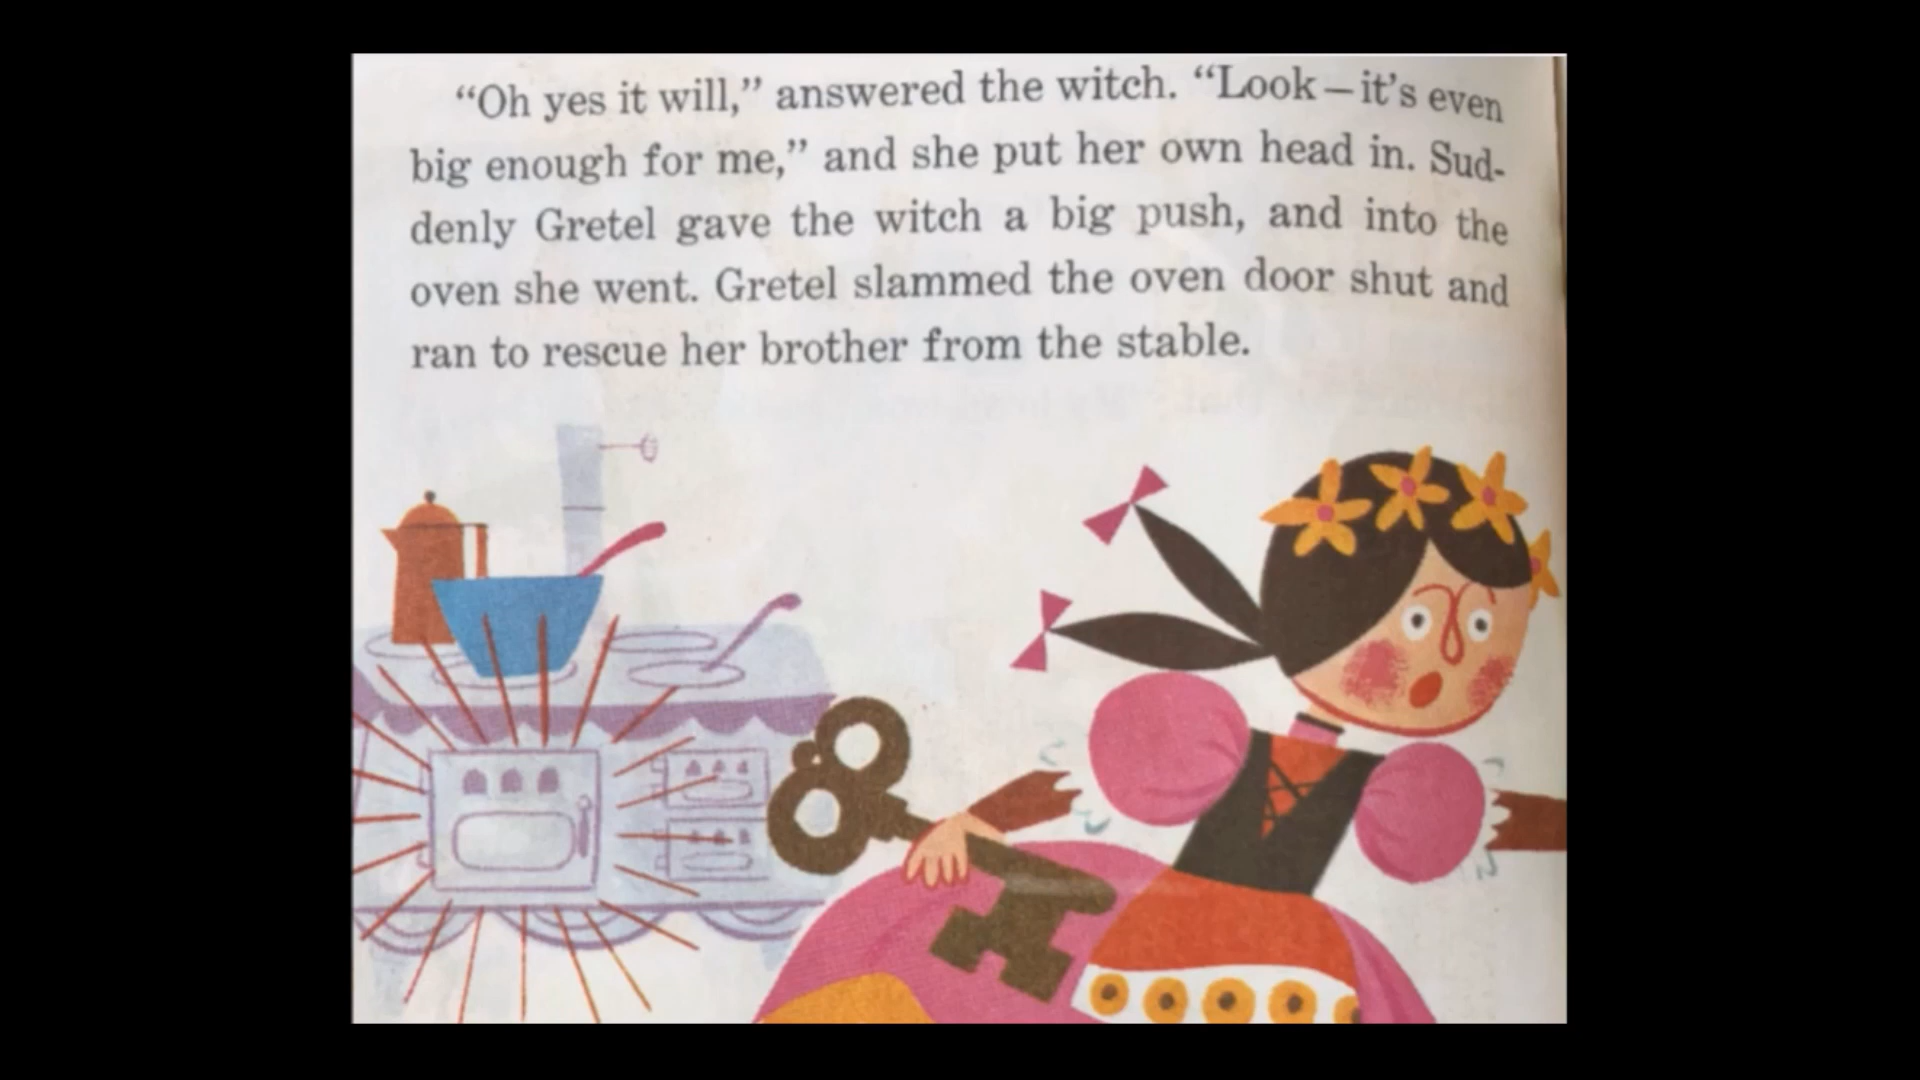 “Oh yes it will,” answered the witch. “Look—it’s even
big enough for me,” and she put her own head in. Sud-
denly Gretel gave the witch a big push, and into the
oven she went. Gretel slammed the oven door shut and
ran to rescue her brother from the stable.